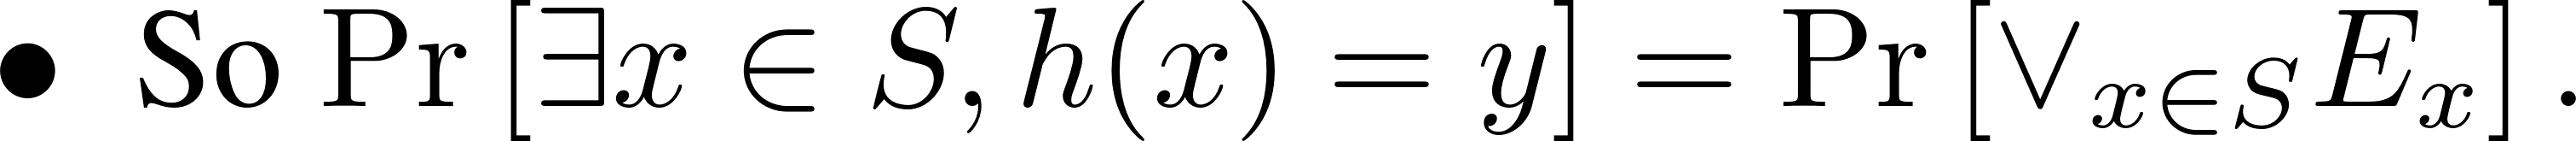 • So Pr [∃x ∈ S, h(x) = y] = Pr [∨_{x∈S} E_x] .